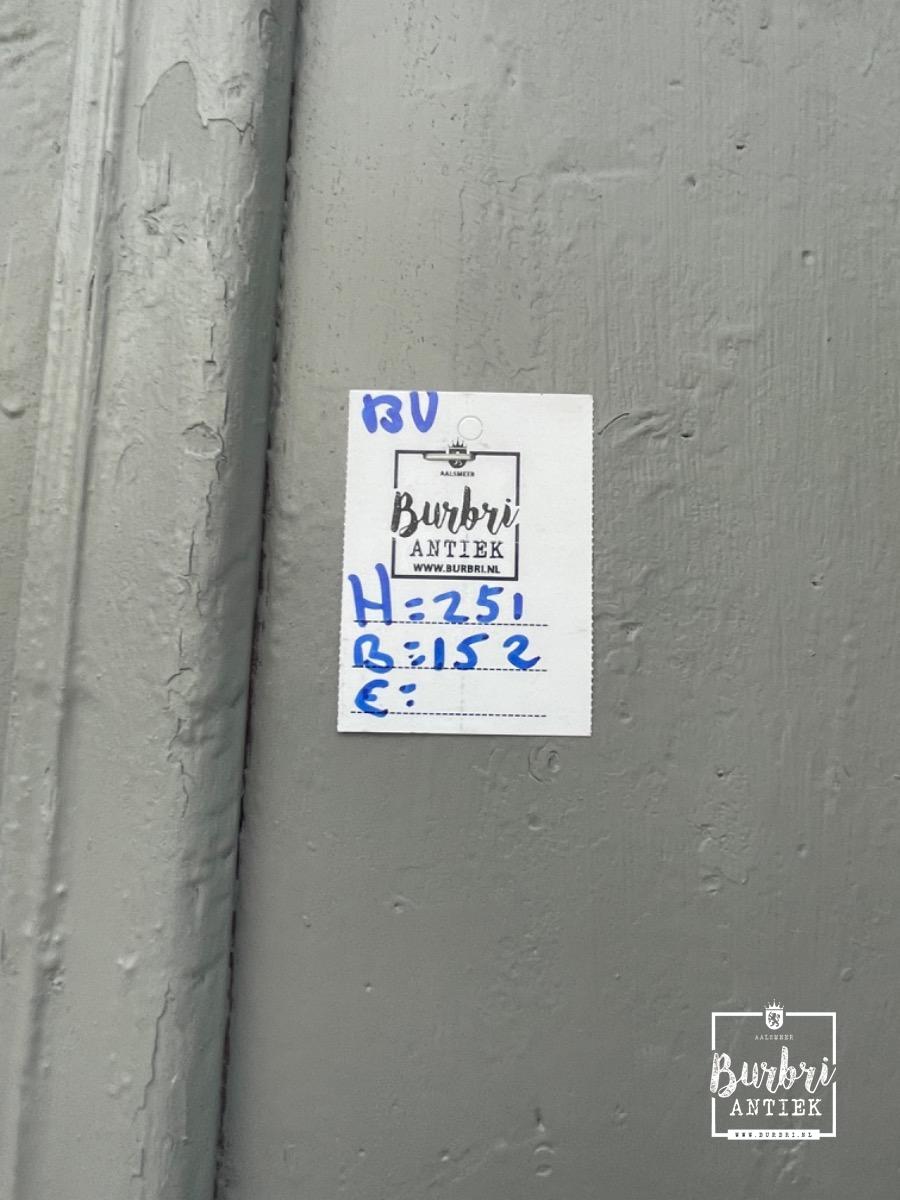 BV
AALSMEER
Burbri
ANTIEK
WWW.BURBRI.NL
H=251
B=152
€:
AALSMEER
Burbri
ANTIEK
WWW.BURBRI.NL